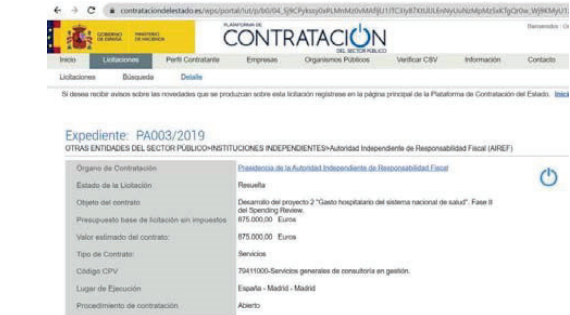 contrataciondelestado.es/wps/portal/
GOBIERNO DE ESPAÑA
MINISTERIO DE HACIENDA
PLATAFORMA DE
CONTRATACIÓN
DEL SECTOR PÚBLICO
Inicio Licitaciones Perfil Contratante Empresas Organismos Públicos Verificar CSV Información Contacto
Licitaciones Búsqueda Detalle
Si desea recibir avisos sobre las novedades que se produzcan sobre esta licitación registrese en la página principal de la Plataforma de Contratación del Estado.
Expediente: PA003/2019
OTRAS ENTIDADES DEL SECTOR PÚBLICO>INSTITUCIONES INDEPENDIENTES>Autoridad Independiente de Responsabilidad Fiscal (AIREF)
Órgano de Contratación Presidencia de la Autoridad Independiente de Responsabilidad Fiscal
Estado de la Licitación Resuelta
Objeto del contrato Desarrollo del proyecto 2 "Gasto hospitalario del sistema nacional de salud". Fase II
del Spending Review.
Presupuesto base de licitación sin impuestos 875.000,00 Euros
Valor estimado del contrato: 875.000,00 Euros
Tipo de Contrato: Servicios
Código CPV 79411000-Servicios generales de consultoría en gestión.
Lugar de Ejecución España - Madrid - Madrid
Procedimiento de contratación Abierto